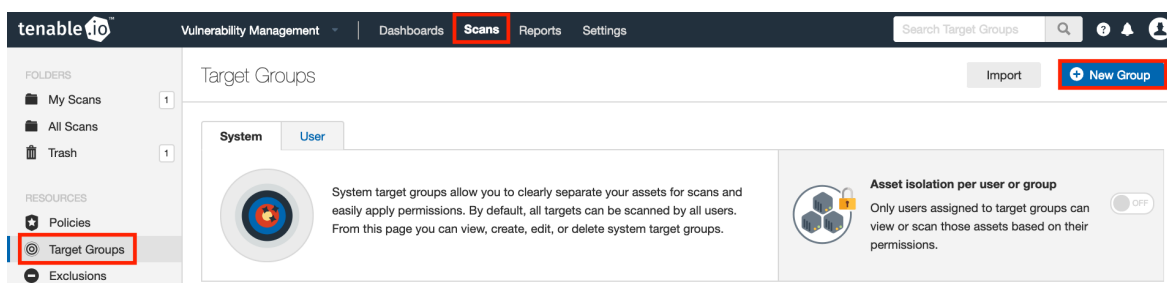 tenable.io™
Vulnerability Management
Dashboards
Scans
Reports
Settings
Search Target Groups
FOLDERS
My Scans 1
All Scans
Trash 1
RESOURCES
Policies
Target Groups
Exclusions
Target Groups
Import
New Group
System
User
System target groups allow you to clearly separate your assets for scans and
easily apply permissions. By default, all targets can be scanned by all users.
From this page you can view, create, edit, or delete system target groups.
Asset isolation per user or group
Only users assigned to target groups can
view or scan those assets based on their
permissions.
OFF